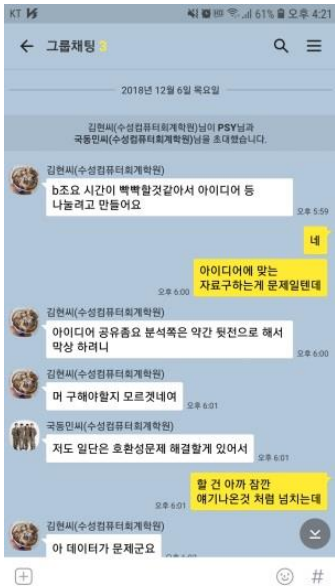 KT 61% 오후 4:21
그룹채팅 3
2018년 12월 6일 목요일
김현씨(수성컴퓨터회계학원)님이 PSY님과
국동민씨(수성컴퓨터회계학원)님을 초대했습니다.
김현씨(수성컴퓨터회계학원)
b조요 시간이 빡빡할것같아서 아이디어 등
나눌려고 만들어요
오후 5:59
네
아이디어에 맞는
자료구하는게 문제일텐데
오후 6:00
김현씨(수성컴퓨터회계학원)
아이디어 공유좀요 분석쪽은 약간 뒷전으로 해서
막상 하려니
오후 6:00
김현씨(수성컴퓨터회계학원)
머 구해야할지 모르겟네여
오후 6:01
국동민씨(수성컴퓨터회계학원)
저도 일단은 호환성문제 해결할게 있어서
오후 6:01
할 건 아까 잠깐
얘기나온것 처럼 넘치는데
오후 6:01
김현씨(수성컴퓨터회계학원)
아 데이터가 문제군요
#